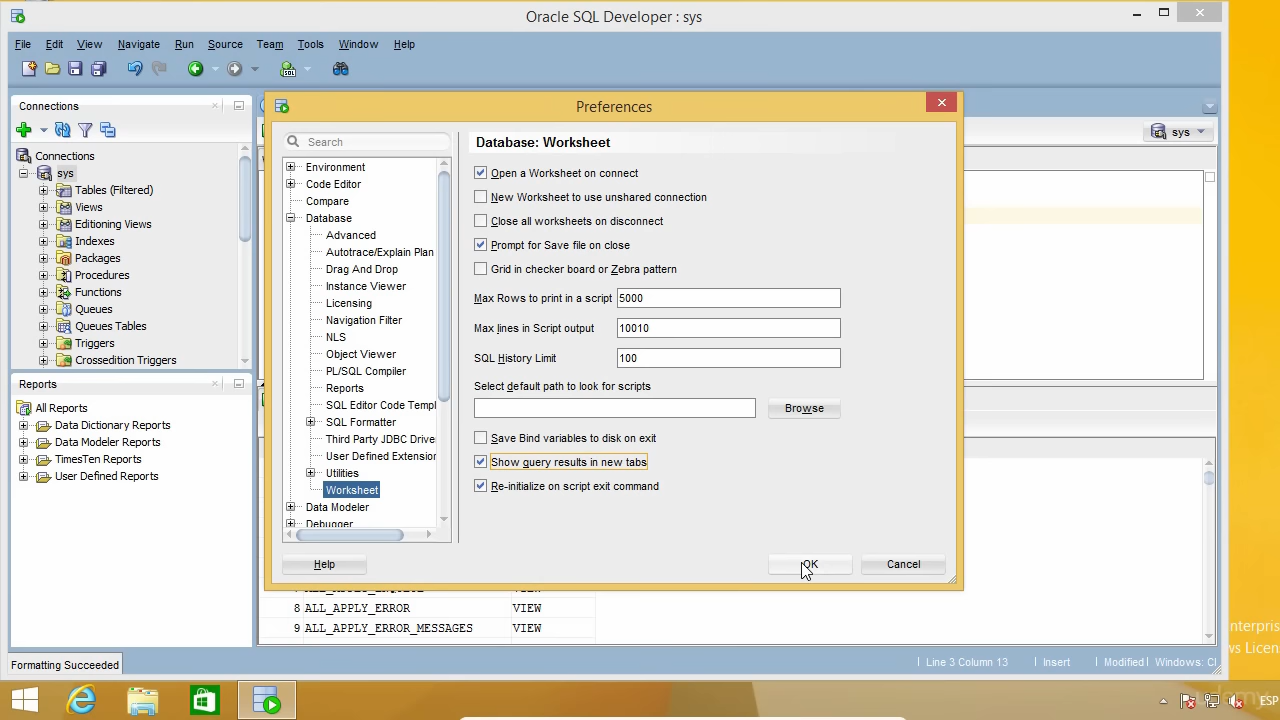 Oracle SQL Developer : sys
File Edit View Navigate Run Source Team Tools Window Help
Connections
sys
Connections
sys
Tables (Filtered)
Views
Editioning Views
Indexes
Packages
Procedures
Functions
Queues
Queues Tables
Triggers
Crossedition Triggers
Reports
All Reports
Data Dictionary Reports
Data Modeler Reports
TimesTen Reports
User Defined Reports
Preferences
Search
Environment
Code Editor
Compare
Database
Advanced
Autotrace/Explain Plan
Drag And Drop
Instance Viewer
Licensing
Navigation Filter
NLS
Object Viewer
PL/SQL Compiler
Reports
SQL Editor Code Templ
SQL Formatter
Third Party JDBC Drive
User Defined Extension
Utilities
Worksheet
Data Modeler
Debugger
Database: Worksheet
Open a Worksheet on connect
New Worksheet to use unshared connection
Close all worksheets on disconnect
Prompt for Save file on close
Grid in checker board or Zebra pattern
Max Rows to print in a script 5000
Max lines in Script output 10010
SQL History Limit 100
Select default path to look for scripts
Browse
Save Bind variables to disk on exit
Show query results in new tabs
Re-initialize on script exit command
Help OK Cancel
8 ALL_APPLY_ERROR VIEW
9 ALL_APPLY_ERROR_MESSAGES VIEW
Formatting Succeeded
Line 3 Column 13 Insert Modified Windows: C
nterpris
ws Licen
ESP